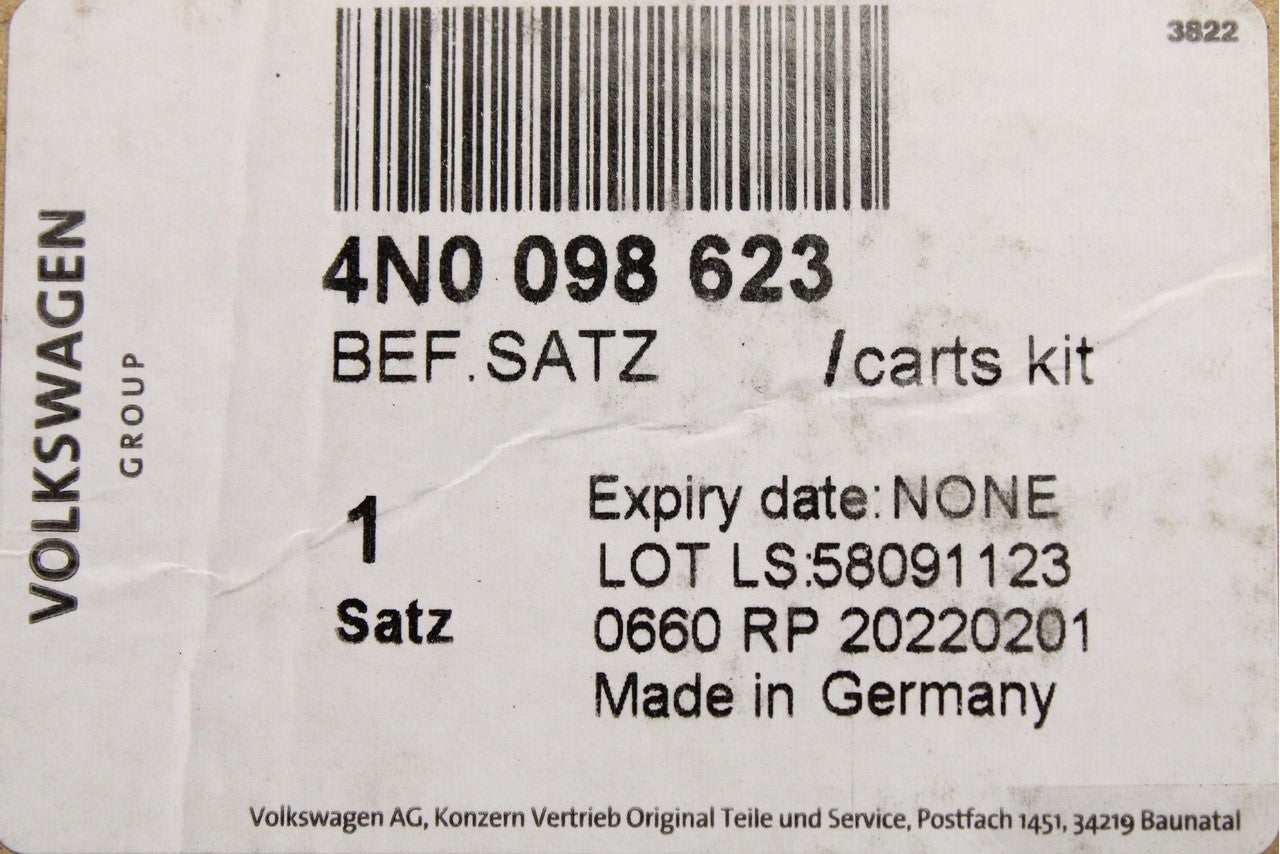 3822
VOLKSWAGEN
GROUP
4N0 098 623
BEF.SATZ /carts kit
1
Satz
Expiry date:NONE
LOT LS:58091123
0660 RP 20220201
Made in Germany
Volkswagen AG, Konzern Vertrieb Original Teile und Service, Postfach 1451, 34219 Baunatal